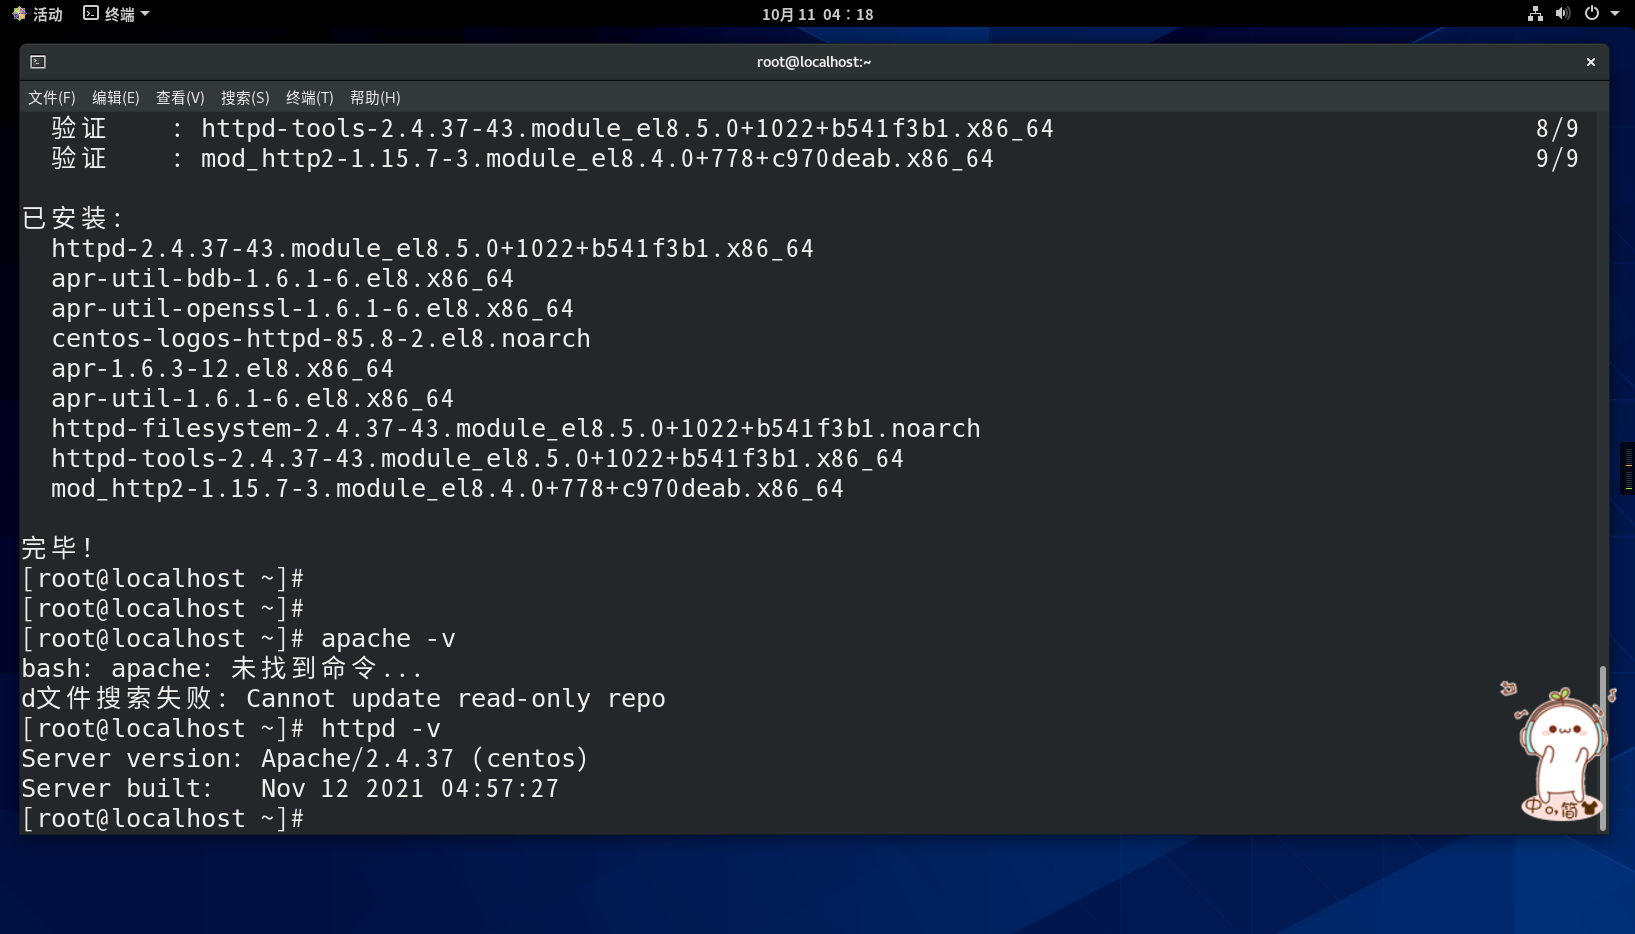 活动 终端 10月 11 04：18
root@localhost:~
文件(F) 编辑(E) 查看(V) 搜索(S) 终端(T) 帮助(H)
验证 : httpd-tools-2.4.37-43.module_el8.5.0+1022+b541f3b1.x86_64 8/9
验证 : mod_http2-1.15.7-3.module_el8.4.0+778+c970deab.x86_64 9/9
已安装:
httpd-2.4.37-43.module_el8.5.0+1022+b541f3b1.x86_64
apr-util-bdb-1.6.1-6.el8.x86_64
apr-util-openssl-1.6.1-6.el8.x86_64
centos-logos-httpd-85.8-2.el8.noarch
apr-1.6.3-12.el8.x86_64
apr-util-1.6.1-6.el8.x86_64
httpd-filesystem-2.4.37-43.module_el8.5.0+1022+b541f3b1.noarch
httpd-tools-2.4.37-43.module_el8.5.0+1022+b541f3b1.x86_64
mod_http2-1.15.7-3.module_el8.4.0+778+c970deab.x86_64
完毕!
[root@localhost ~]#
[root@localhost ~]#
[root@localhost ~]# apache -v
bash: apache: 未找到命令...
d文件搜索失败: Cannot update read-only repo
[root@localhost ~]# httpd -v
Server version: Apache/2.4.37 (centos)
Server built:   Nov 12 2021 04:57:27
[root@localhost ~]#
中 o, 简